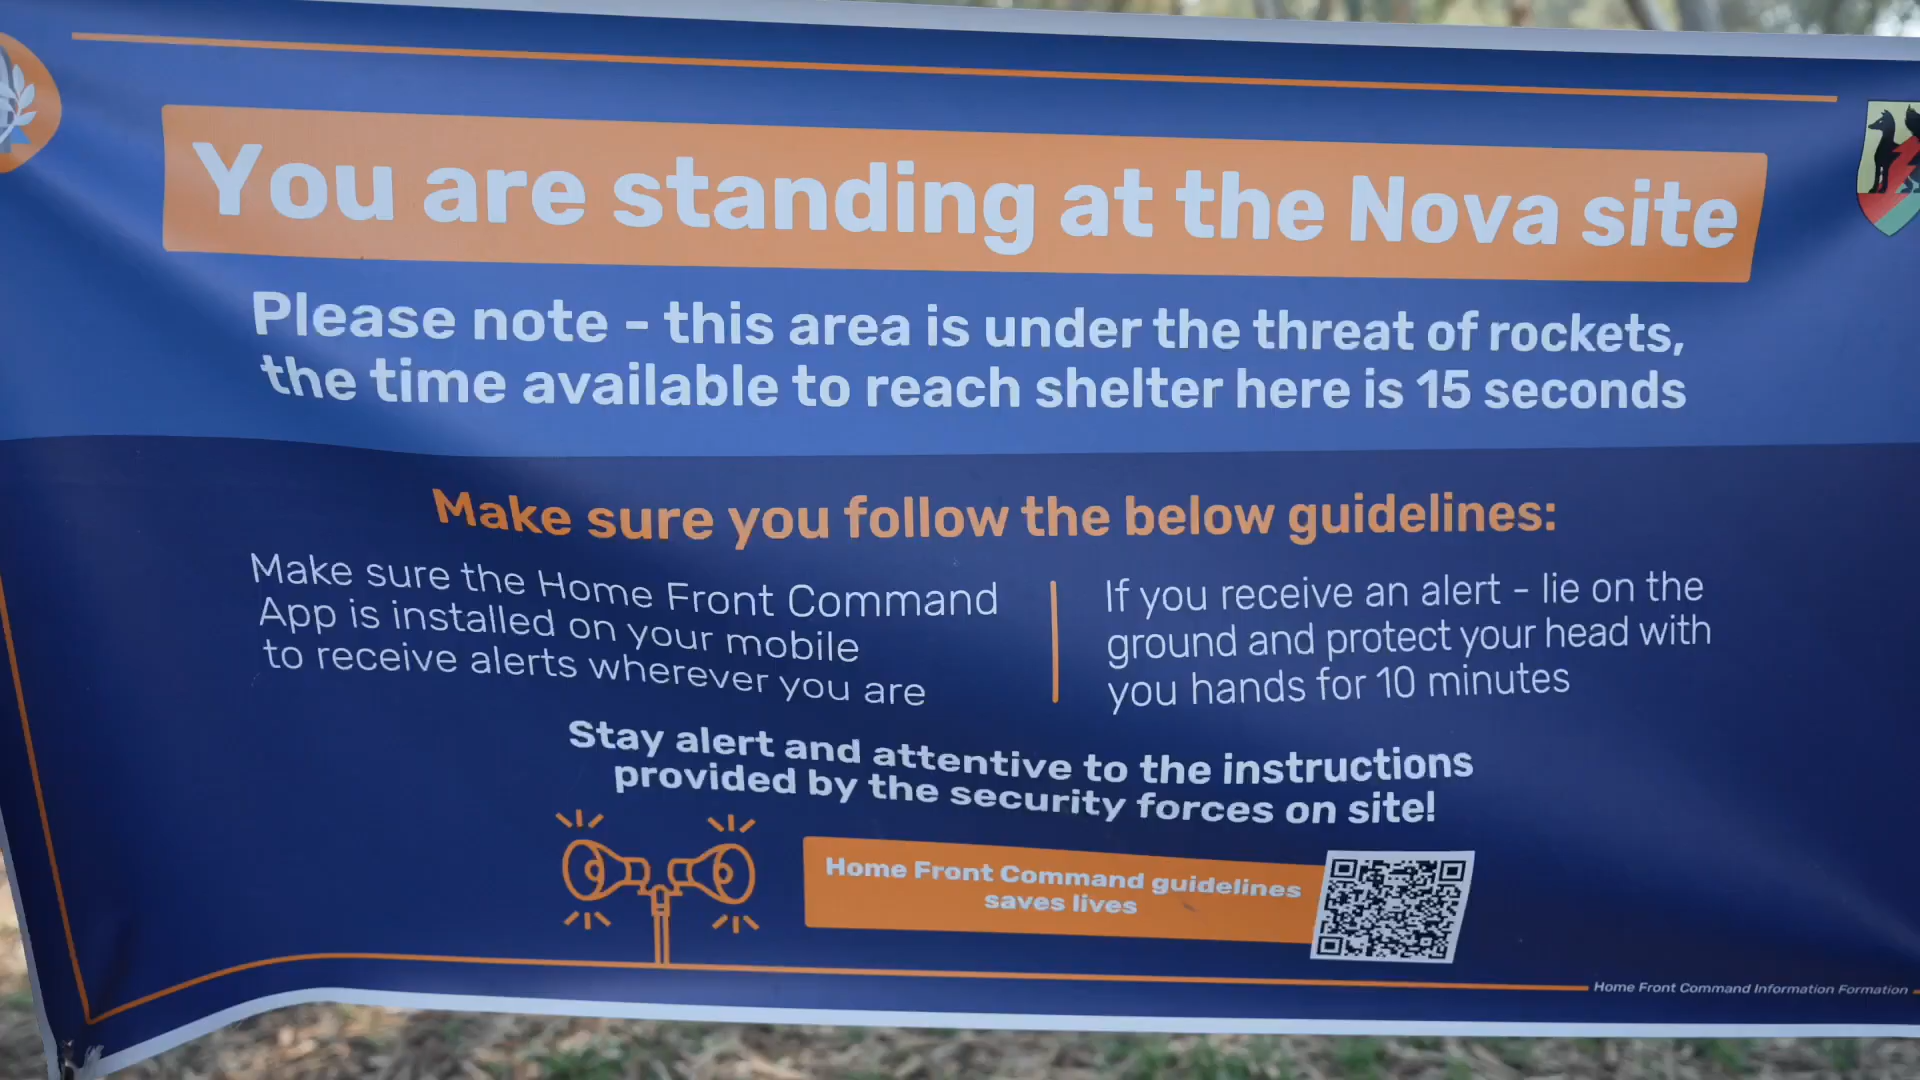 You are standing at the Nova site
Please note - this area is under the threat of rockets,
the time available to reach shelter here is 15 seconds
Make sure you follow the below guidelines:
Make sure the Home Front Command
App is installed on your mobile
to receive alerts wherever you are
If you receive an alert - lie on the
ground and protect your head with
you hands for 10 minutes
Stay alert and attentive to the instructions
provided by the security forces on site!
Home Front Command guidelines
saves lives
Home Front Command Information Formation